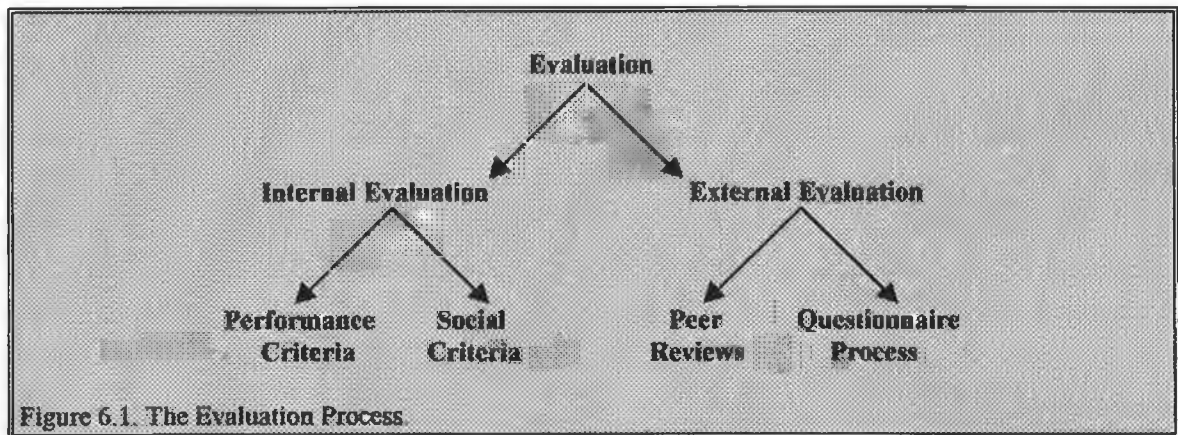 Evaluation
Internal Evaluation
External Evaluation
Performance
Criteria
Social
Criteria
Peer
Reviews
Questionnaire
Process
Figure 6.1. The Evaluation Process.